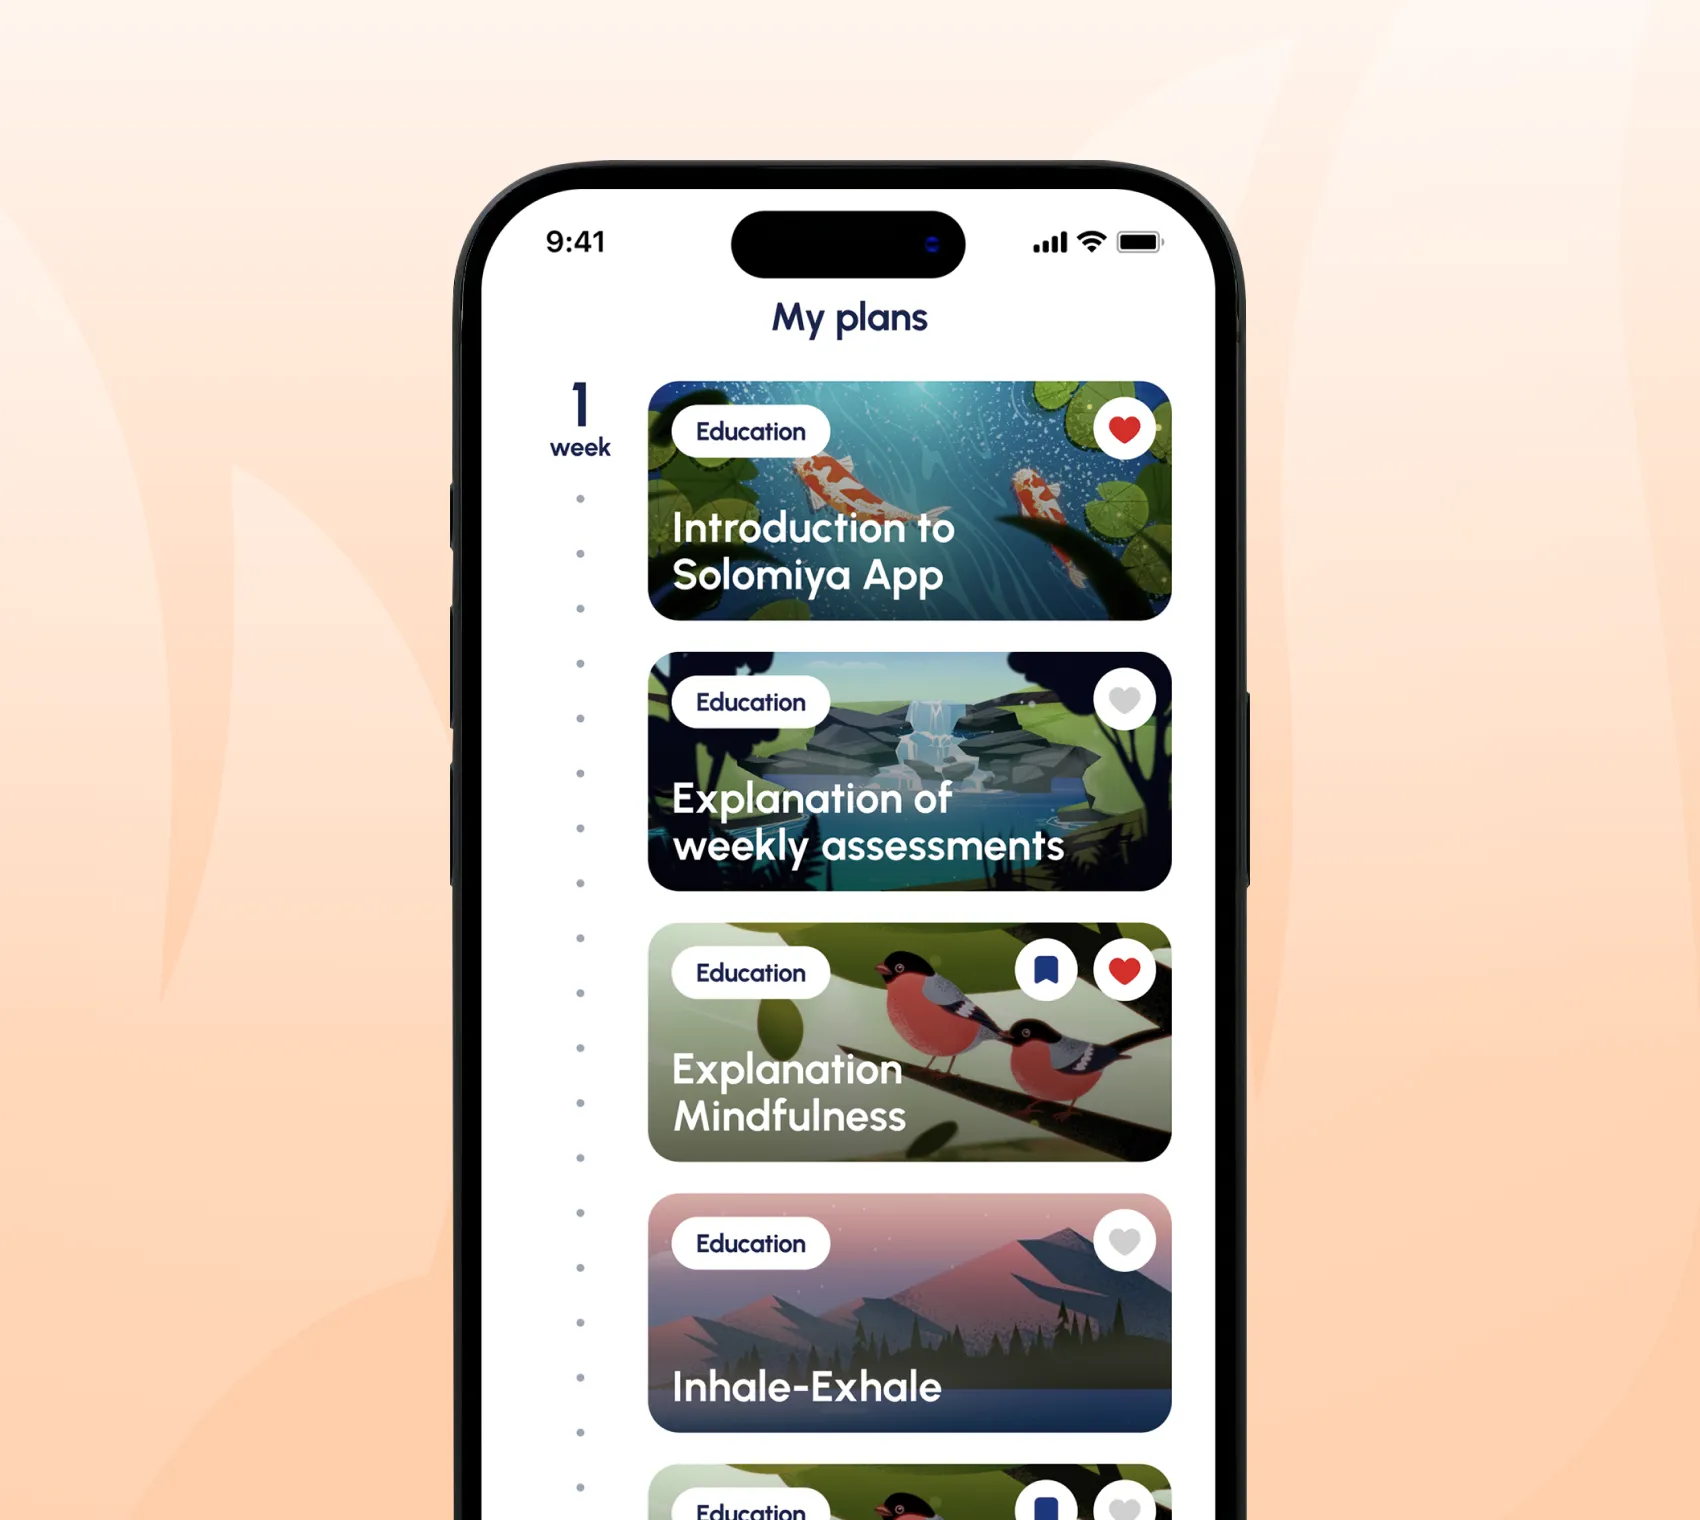 9:41
My plans
1
week
Education
Introduction to
Solomiya App
Education
Explanation of
weekly assessments
Education
Explanation
Mindfulness
Education
Inhale-Exhale
Education